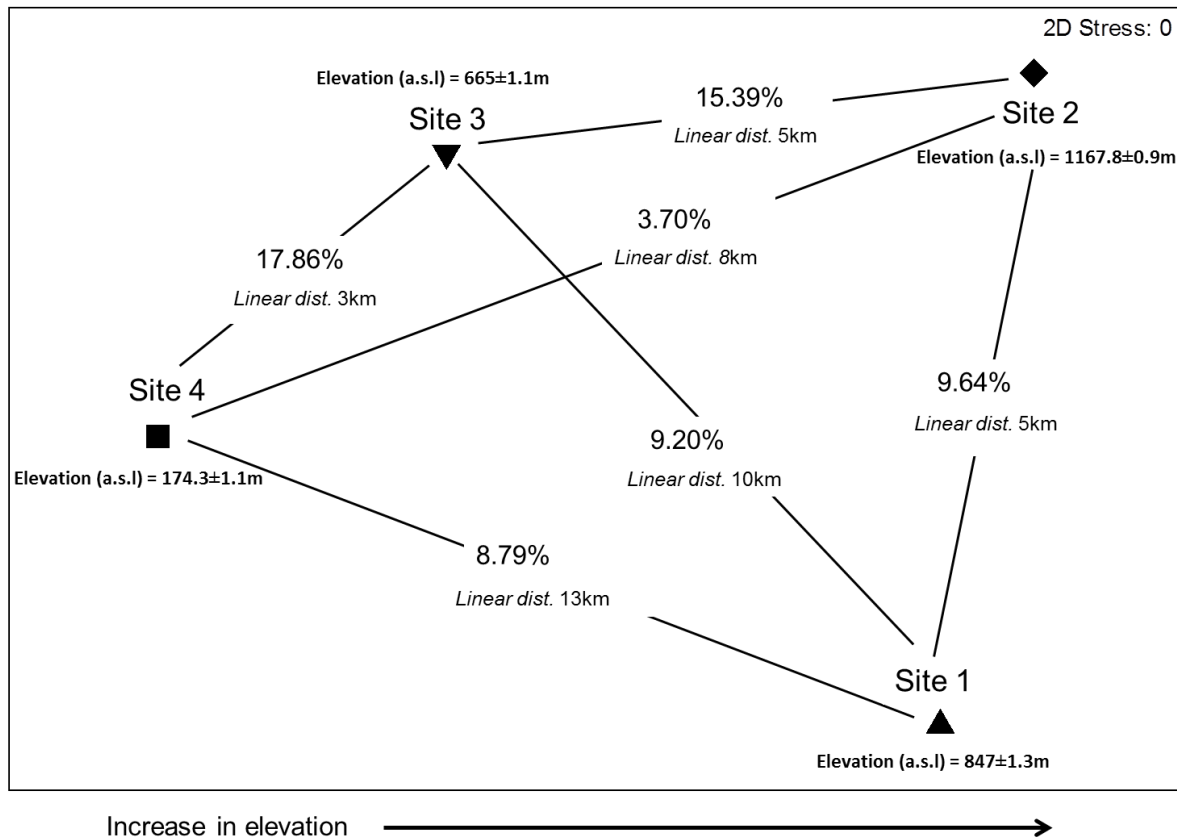 2D Stress: 0
Elevation (a.s.l) = 665±1.1m
Site 3
15.39%
Linear dist. 5km
Site 2
Elevation (a.s.l) = 1167.8±0.9m
3.70%
Linear dist. 8km
17.86%
Linear dist. 3km
Site 4
Elevation (a.s.l) = 174.3±1.1m
9.64%
Linear dist. 5km
9.20%
Linear dist. 10km
8.79%
Linear dist. 13km
Site 1
Elevation (a.s.l) = 847±1.3m
Increase in elevation